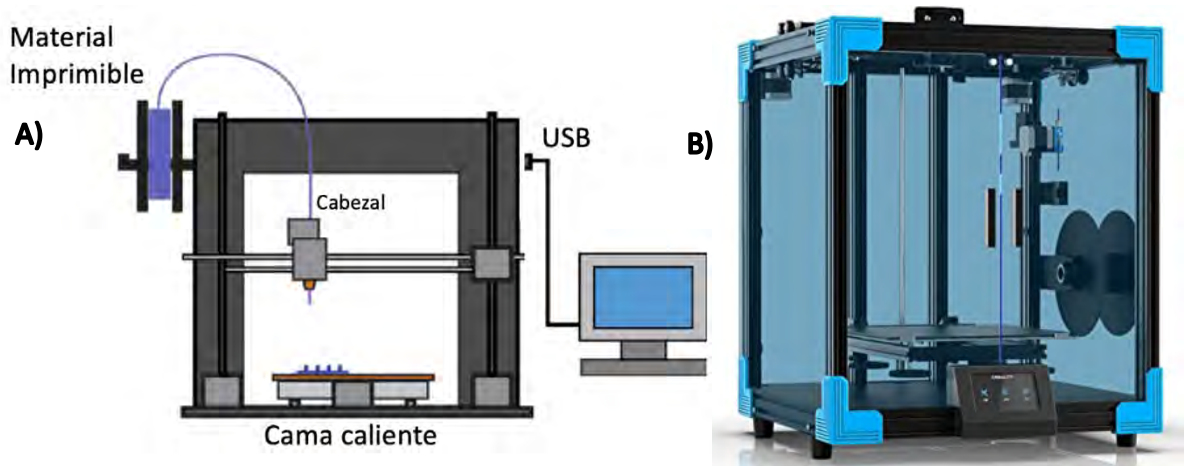 Material
Imprimible
A)
USB
B)
Cabezal
Cama caliente